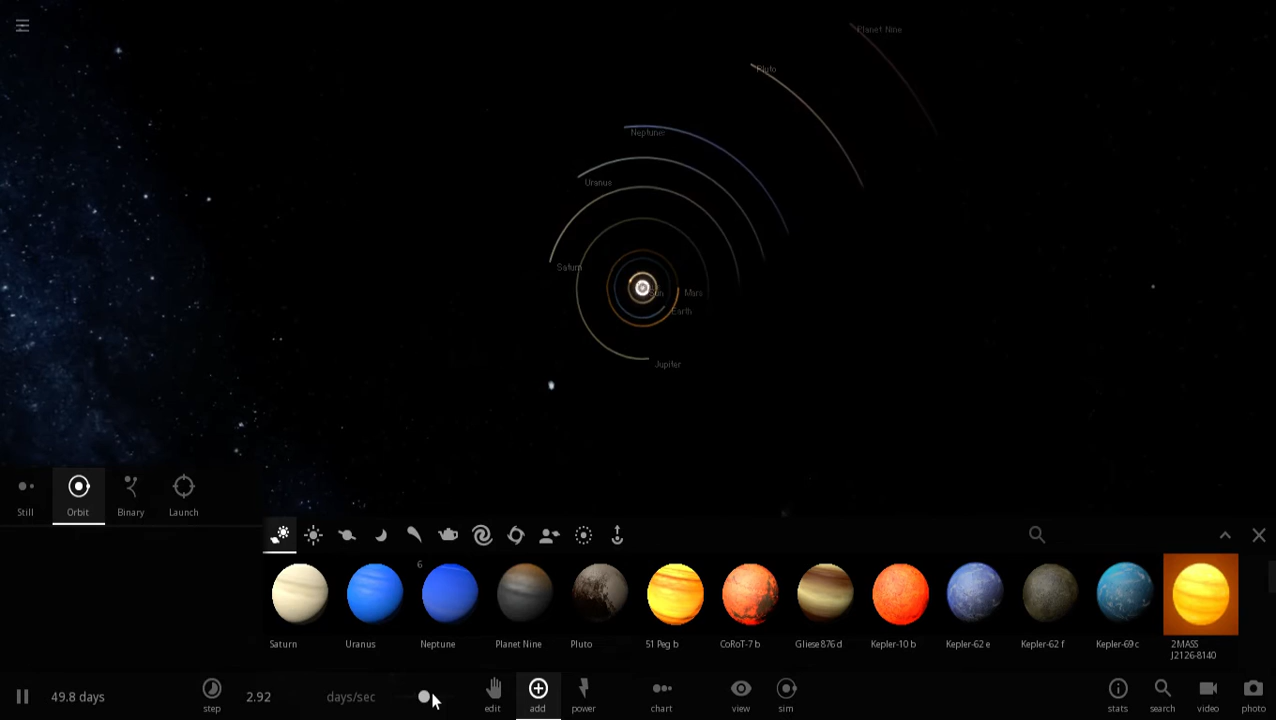 Planet Nine
Pluto
Neptune
Uranus
Saturn
Sun
Mars
Earth
Jupiter
Still
Orbit
Binary
Launch
6
Saturn
Uranus
Neptune
Planet Nine
Pluto
51 Peg b
CoRoT-7 b
Gliese 876 d
Kepler-10 b
Kepler-62 e
Kepler-62 f
Kepler-69 c
2MASS
J2126-8140
49.8 days
step
2.92
days/sec
edit
add
power
chart
view
sim
stats
search
video
photo